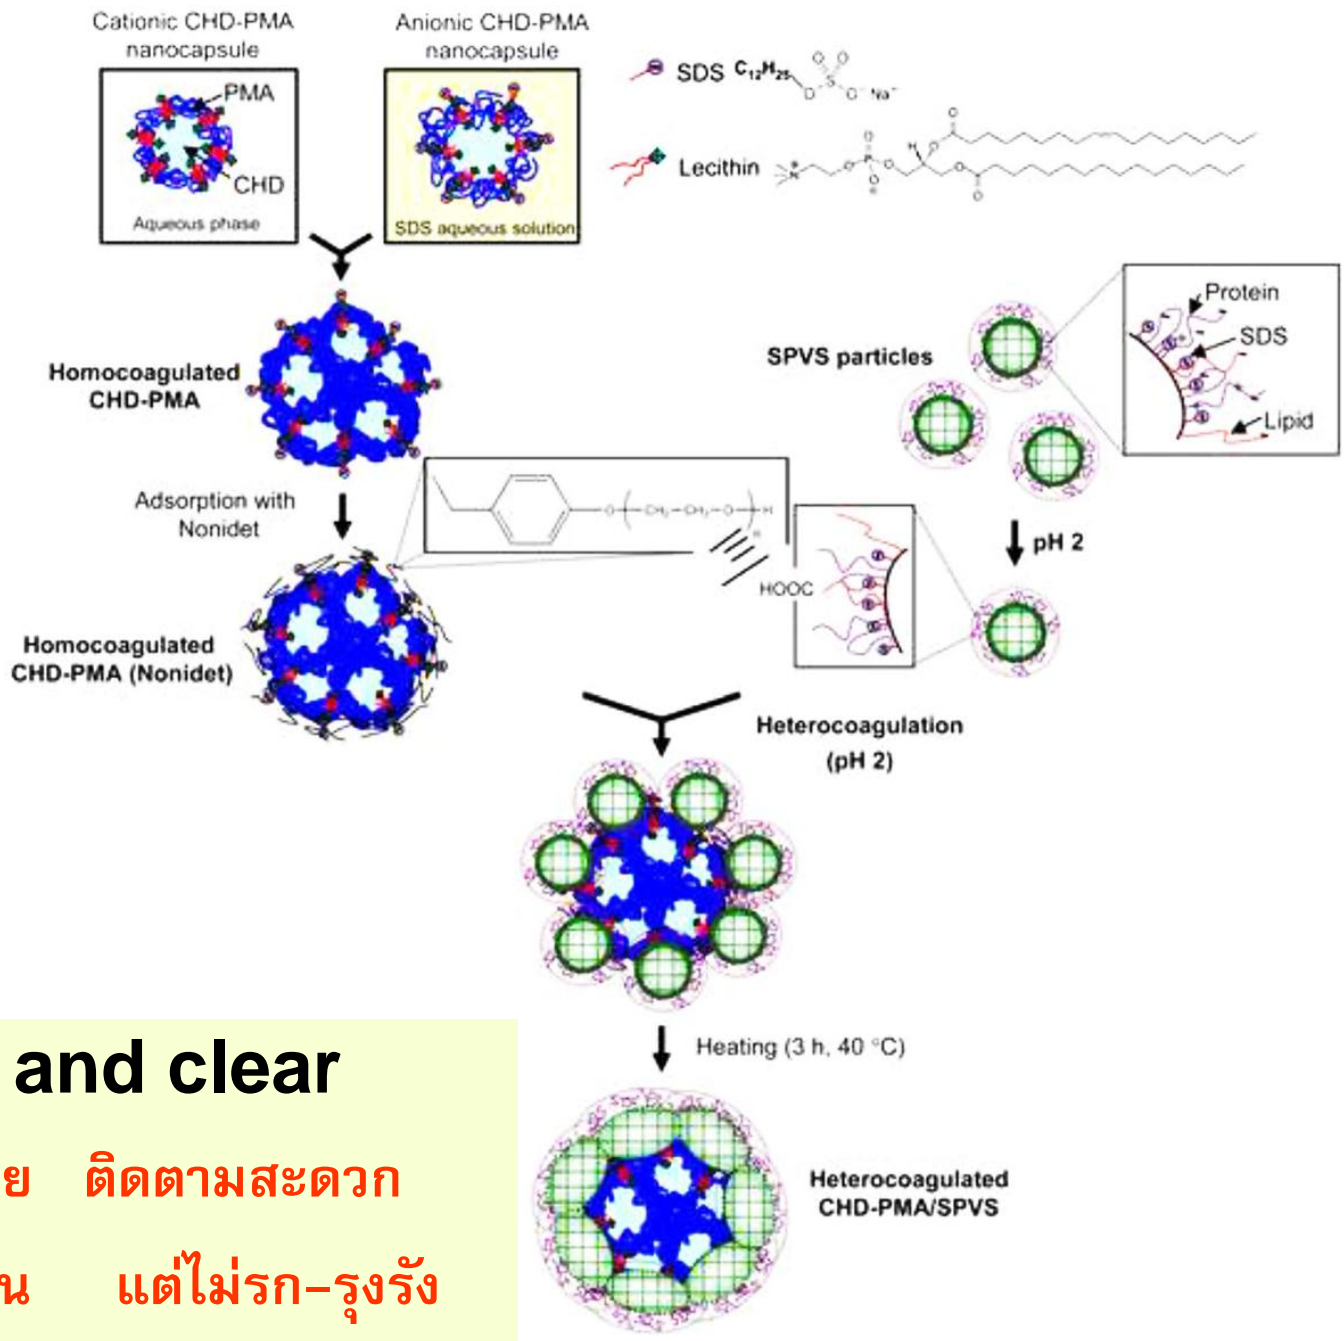 Cationic CHD-PMA
nanocapsule
Anionic CHD-PMA
nanocapsule
PMA
CHD
Aqueous phase
SDS aqueous solution
SDS
C₁₂H₂₅
O
O
S
O
O⁻
Na⁺
Lecithin
N
O
P
O
O
O
H
O
O
O
O
Homocoagulated
CHD-PMA
SPVS particles
Protein
SDS
Lipid
Adsorption with
Nonidet
O
CH₂
CH₂
O
H
n
HOOC
pH 2
Homocoagulated
CHD-PMA (Nonidet)
Heterocoagulation
(pH 2)
Heating (3 h, 40 °C)
Heterocoagulated
CHD-PMA/SPVS
and clear
ย ติดตามสะดวก
น แต่ไม่รก-รุงรัง